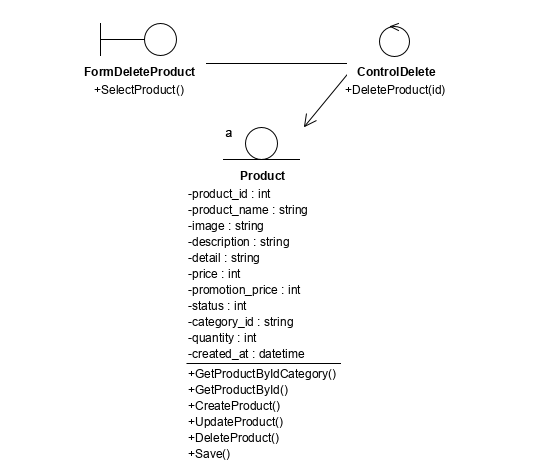 FormDeleteProduct
+SelectProduct()
ControlDelete
+DeleteProduct(id)
a
Product
-product_id : int
-product_name : string
-image : string
-description : string
-detail : string
-price : int
-promotion_price : int
-status : int
-category_id : string
-quantity : int
-created_at : datetime
+GetProductByIdCategory()
+GetProductById()
+CreateProduct()
+UpdateProduct()
+DeleteProduct()
+Save()